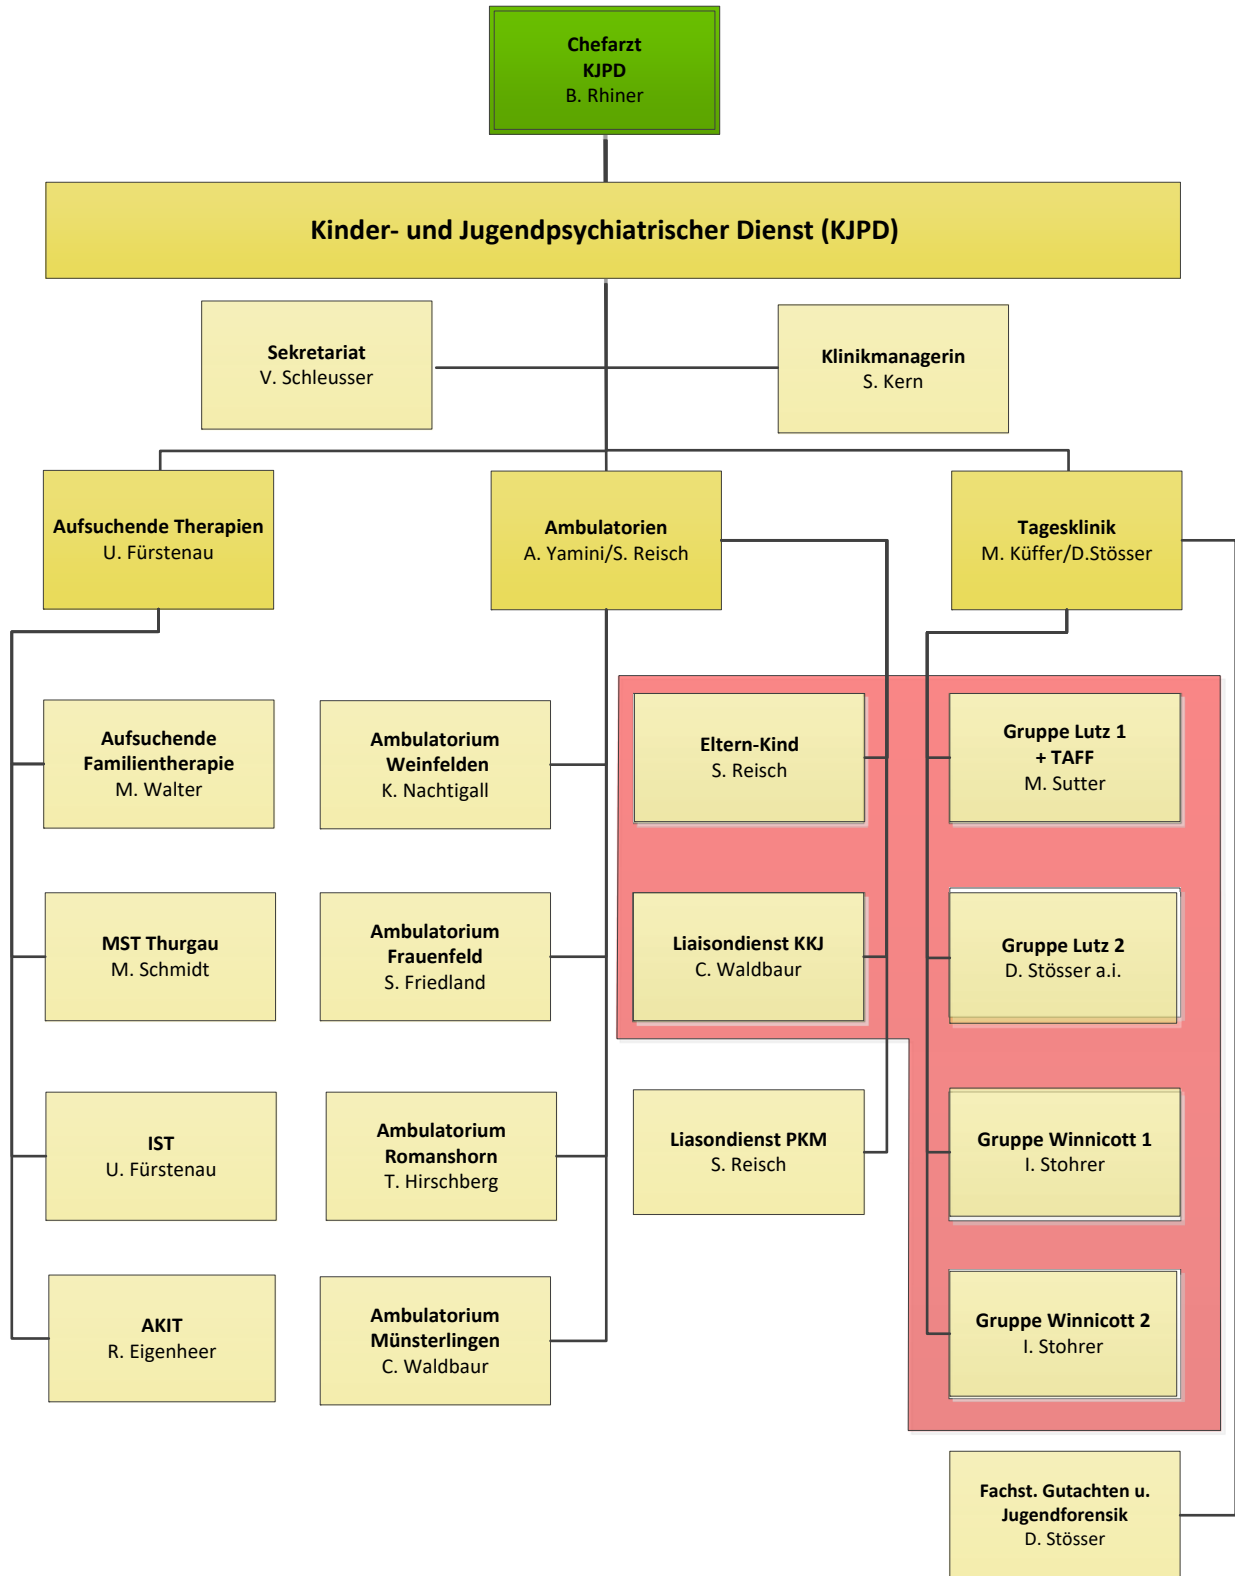 Chefarzt
KJPD
B. Rhiner
Kinder- und Jugendpsychiatrischer Dienst (KJPD)
Sekretariat
V. Schleusser
Klinikmanagerin
S. Kern
Aufsuchende Therapien
U. Fürstenau
Ambulatorien
A. Yamini/S. Reisch
Tagesklinik
M. Küffer/D.Stösser
Aufsuchende
Familientherapie
M. Walter
Ambulatorium
Weinfelden
K. Nachtigall
Eltern-Kind
S. Reisch
Gruppe Lutz 1
+ TAFF
M. Sutter
MST Thurgau
M. Schmidt
Ambulatorium
Frauenfeld
S. Friedland
Liaisondienst KKJ
C. Waldbaur
Gruppe Lutz 2
D. Stösser a.i.
IST
U. Fürstenau
Ambulatorium
Romanshorn
T. Hirschberg
Liasondienst PKM
S. Reisch
Gruppe Winnicott 1
I. Stohrer
AKIT
R. Eigenheer
Ambulatorium
Münsterlingen
C. Waldbaur
Gruppe Winnicott 2
I. Stohrer
Fachst. Gutachten u.
Jugendforensik
D. Stösser